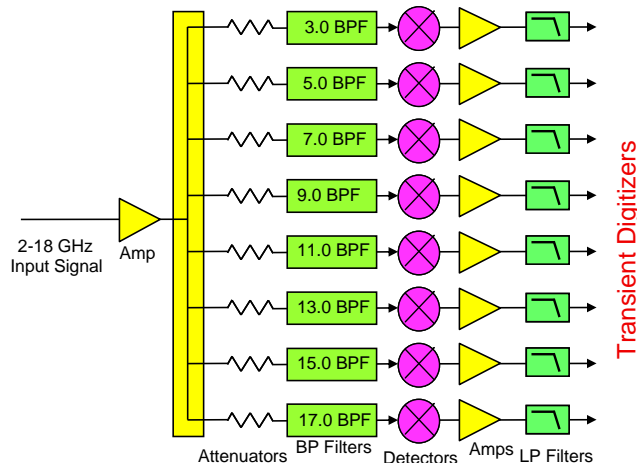 3.0 BPF
5.0 BPF
7.0 BPF
9.0 BPF
11.0 BPF
13.0 BPF
15.0 BPF
17.0 BPF
2-18 GHz
Input Signal
Amp
Attenuators
BP Filters
Detectors
Amps
LP Filters
Transient Digitizers